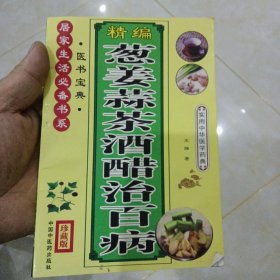 精编
葱姜蒜茶酒醋治百病
·医书宝典·
居家生活必备书系
实用中华医学药典
珍藏版
中国中医药出版社